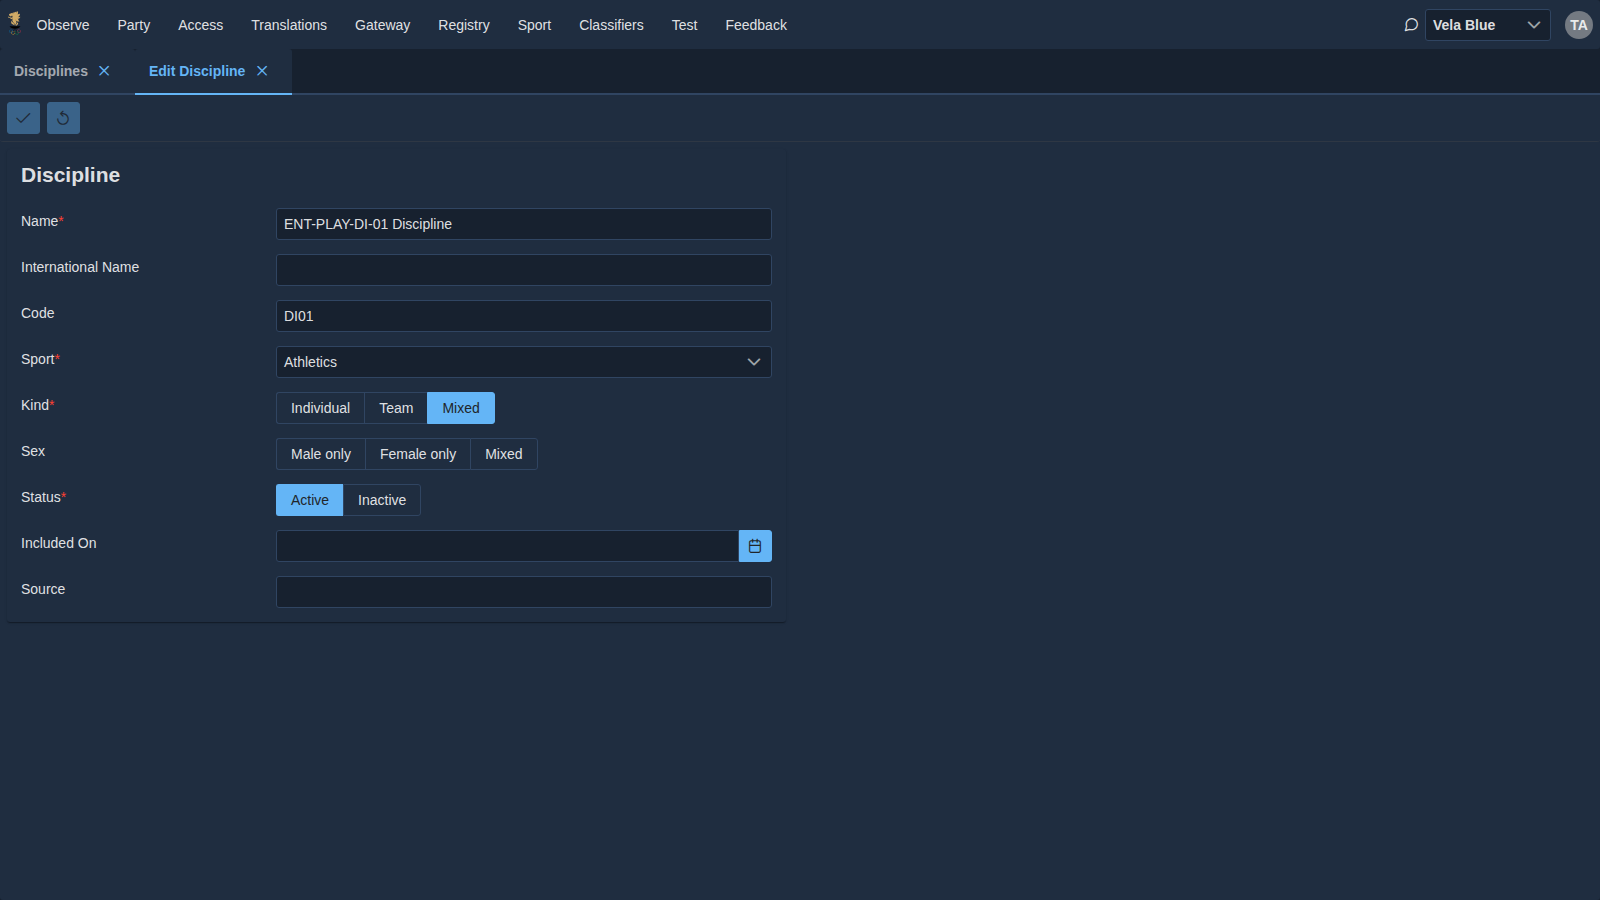 Observe Party Access Translations Gateway Registry Sport Classifiers Test Feedback Vela Blue TA
Disciplines Edit Discipline
Discipline
Name* ENT-PLAY-DI-01 Discipline
International Name
Code DI01
Sport* Athletics
Kind* Individual Team Mixed
Sex Male only Female only Mixed
Status* Active Inactive
Included On
Source